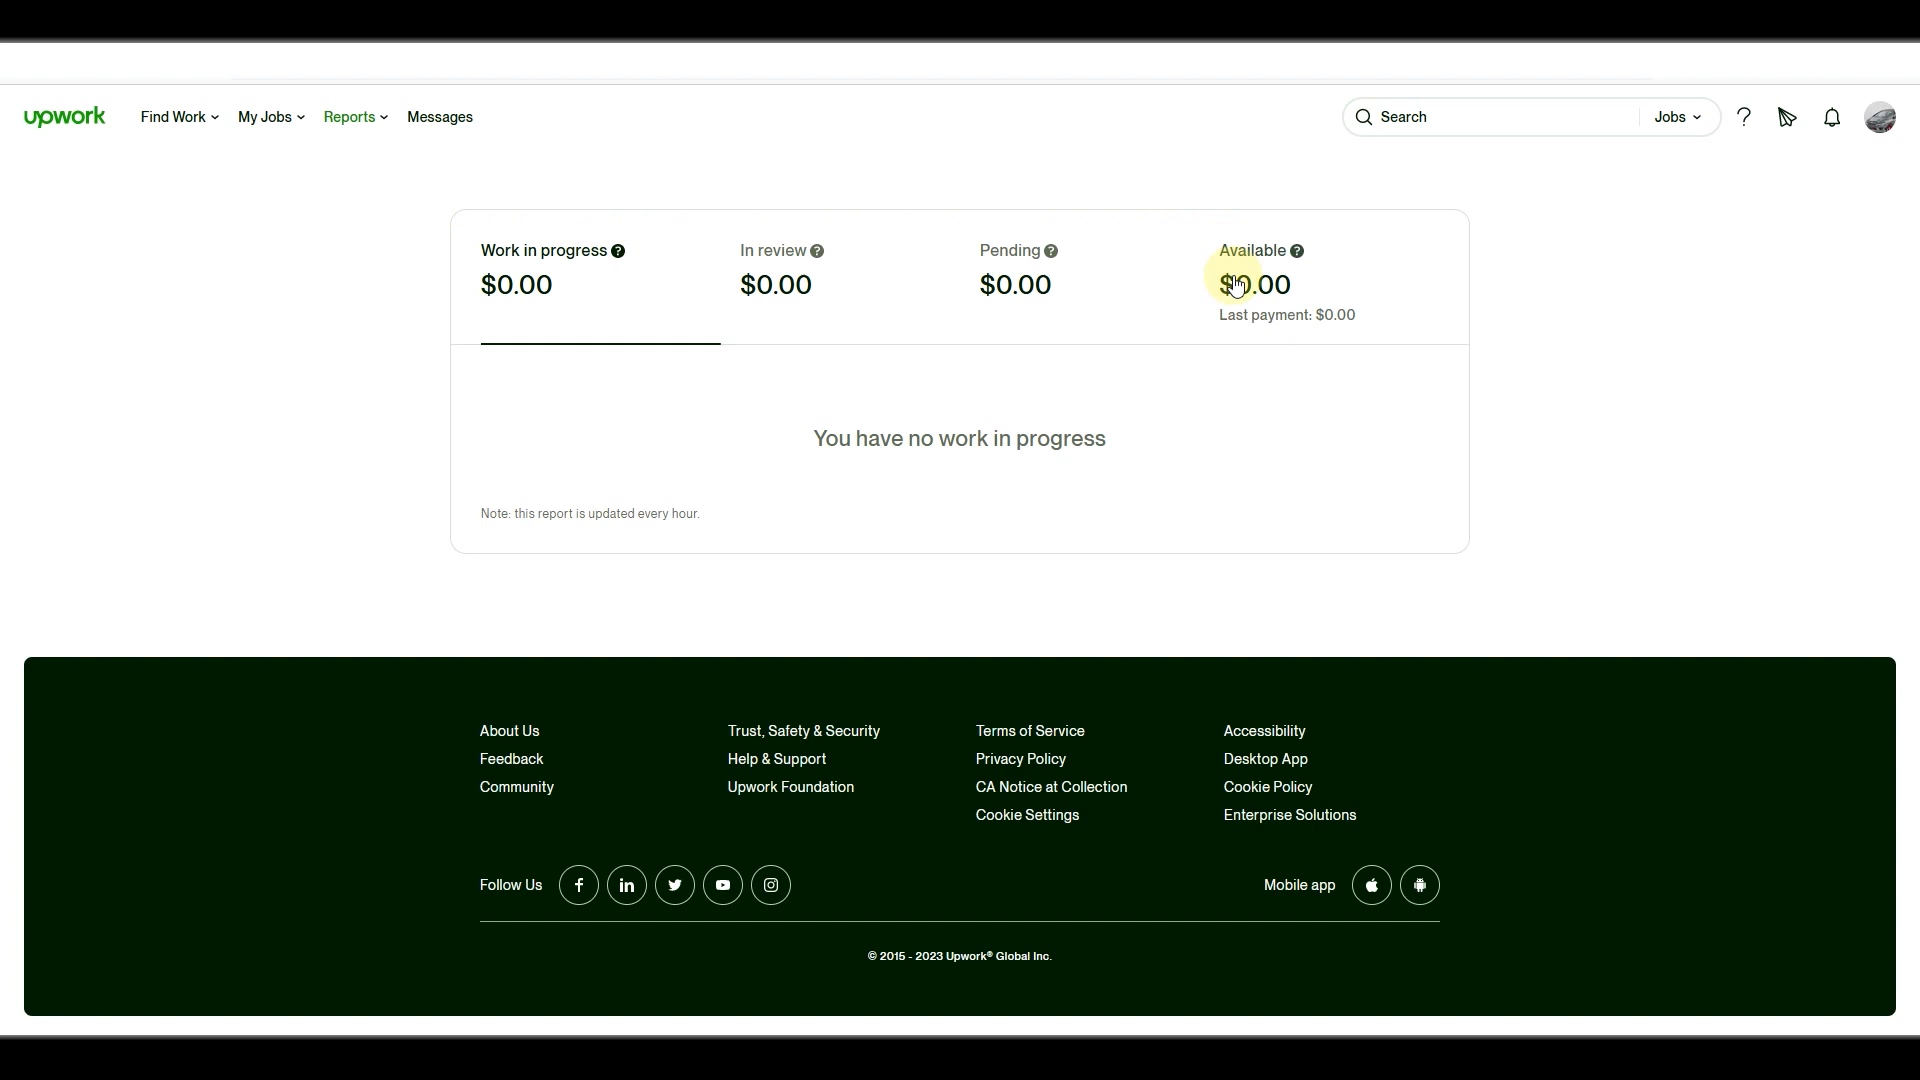 upwork Find Work My Jobs Reports Messages Search Jobs
Work in progress In review Pending Available
$0.00 $0.00 $0.00 $0.00
Last payment: $0.00
You have no work in progress
Note: this report is updated every hour.
About Us Trust, Safety & Security Terms of Service Accessibility
Feedback Help & Support Privacy Policy Desktop App
Community Upwork Foundation CA Notice at Collection Cookie Policy
Cookie Settings Enterprise Solutions
Follow Us Mobile app
© 2015 - 2023 Upwork® Global Inc.